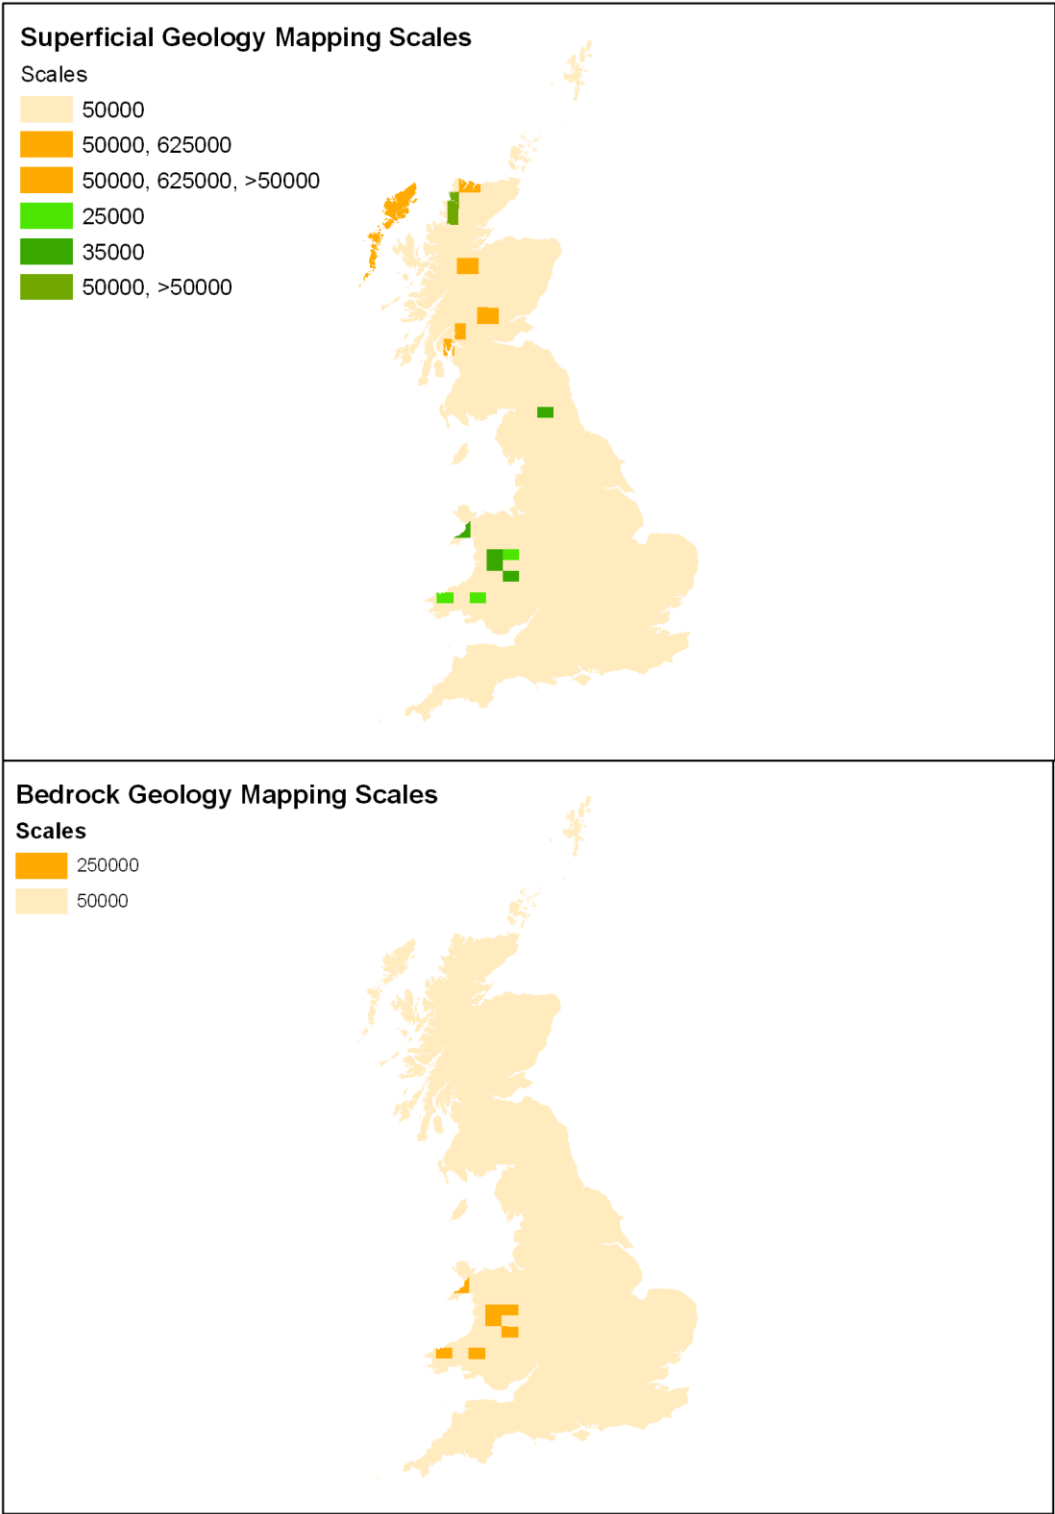 Superficial Geology Mapping Scales
Scales
50000
50000, 625000
50000, 625000, >50000
25000
35000
50000, >50000
Bedrock Geology Mapping Scales
Scales
250000
50000